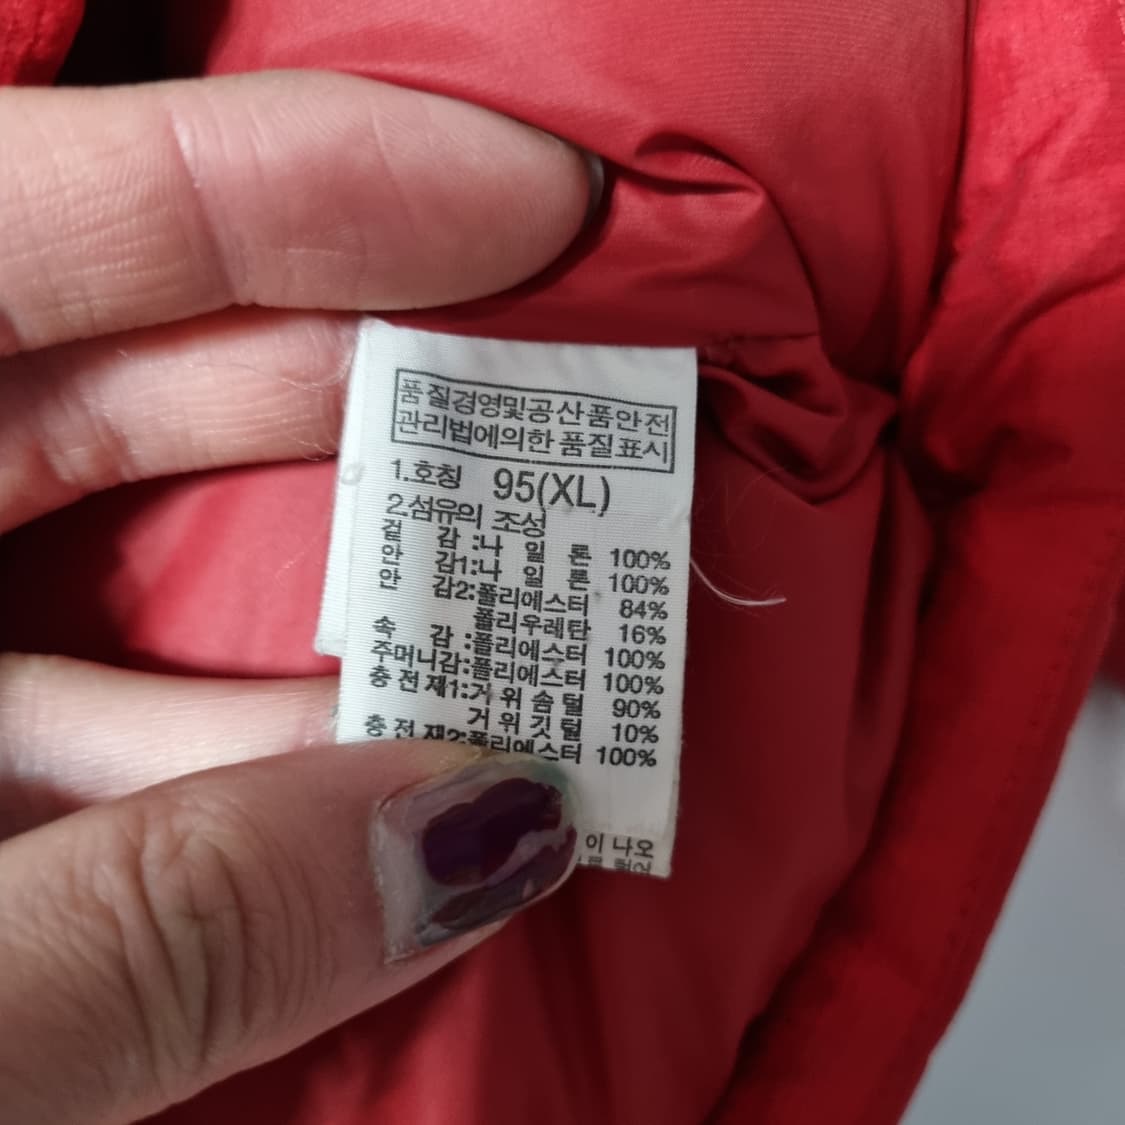 품질경영및공산품안전
관리법에의한 품질표시
1.호칭 95(XL)
2.섬유의 조성
겉 감 :나 일 론 100%
안 감1:나 일 론 100%
안 감2:폴리에스터 84%
폴리우레탄 16%
속 감 :폴리에스터 100%
주머니감:폴리에스터 100%
충 전 재1:거 위 솜 털 90%
거 위 깃 털 10%
충 전 재2:폴리에스터 100%
이 나오